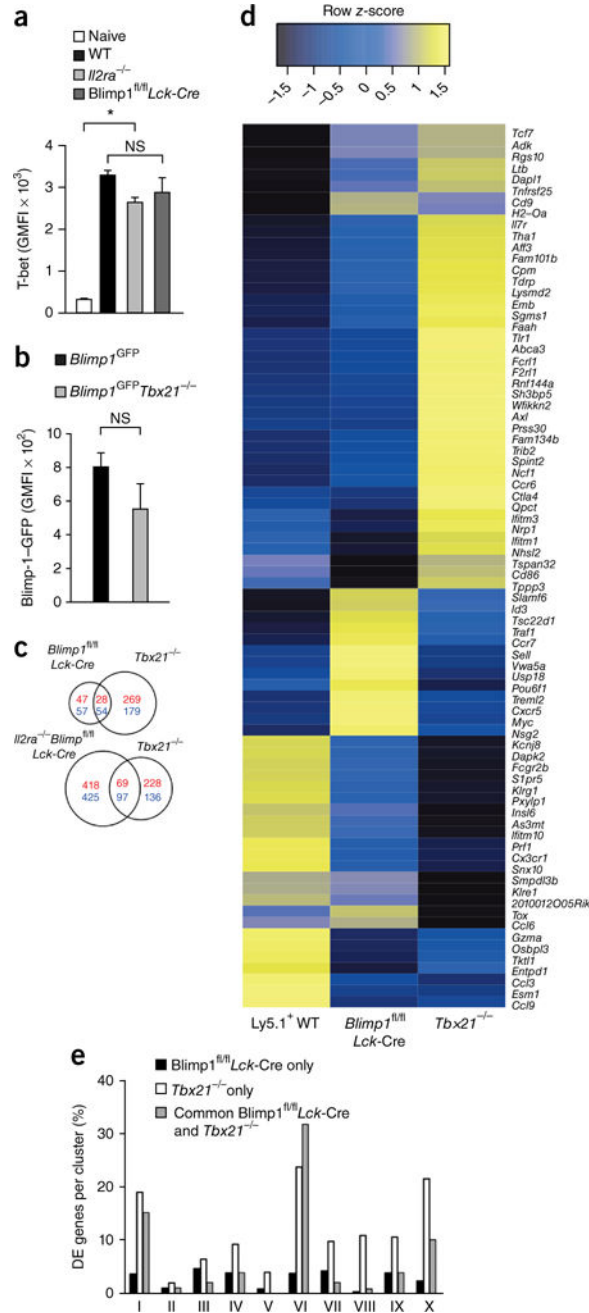 a
Naive
WT
Il2ra–/–
Blimp1fl/flLck-Cre
*
NS
T-bet (GMFI × 10³)
4
3
2
1
0
b
Blimp1GFP
Blimp1GFPTbx21–/–
NS
Blimp-1–GFP (GMFI × 10²)
10
8
6
4
2
0
c
Blimp1fl/fl
Lck-Cre
Tbx21–/–
47 28 269
57 54 179
Il2ra–/–Blimpfl/fl
Lck-Cre
Tbx21–/–
418 69 228
425 97 136
d
Row z-score
–1.5
–1
–0.5
0
0.5
1
1.5
Tcf7
Adk
Rgs10
Ltb
Dapl1
Tnfrsf25
Cd9
H2–Oa
Il7r
Tha1
Aff3
Fam101b
Cpm
Tdrp
Lysmd2
Emb
Sgms1
Faah
Tlr1
Abca3
Fcrl1
F2rl1
Rnf144a
Sh3bp5
Wfikkn2
Axl
Prss30
Fam134b
Trib2
Spint2
Ncf1
Ccr6
Ctla4
Qpct
Ifitm3
Nrp1
Ifitm1
Nhsl2
Tspan32
Cd86
Tppp3
Slamf6
Id3
Tsc22d1
Traf1
Ccr7
Sell
Vwa5a
Usp18
Pou6f1
Treml2
Cxcr5
Myc
Nsg2
Kcnj8
Dapk2
Fcgr2b
S1pr5
Klrg1
Pxylp1
Insl6
As3mt
Ifitm10
Prf1
Cx3cr1
Snx10
Smpdl3b
Klre1
2010012O05Rik
Tox
Ccl6
Gzma
Osbpl3
Tktl1
Entpd1
Ccl3
Esm1
Ccl9
Ly5.1+ WT
Blimp1fl/fl
Lck-Cre
Tbx21–/–
e
Blimp1fl/flLck-Cre only
Tbx21–/–only
Common Blimp1fl/flLck-Cre
and Tbx21–/–
DE genes per cluster (%)
40
30
20
10
0
I II III IV V VI VII VIII IX X